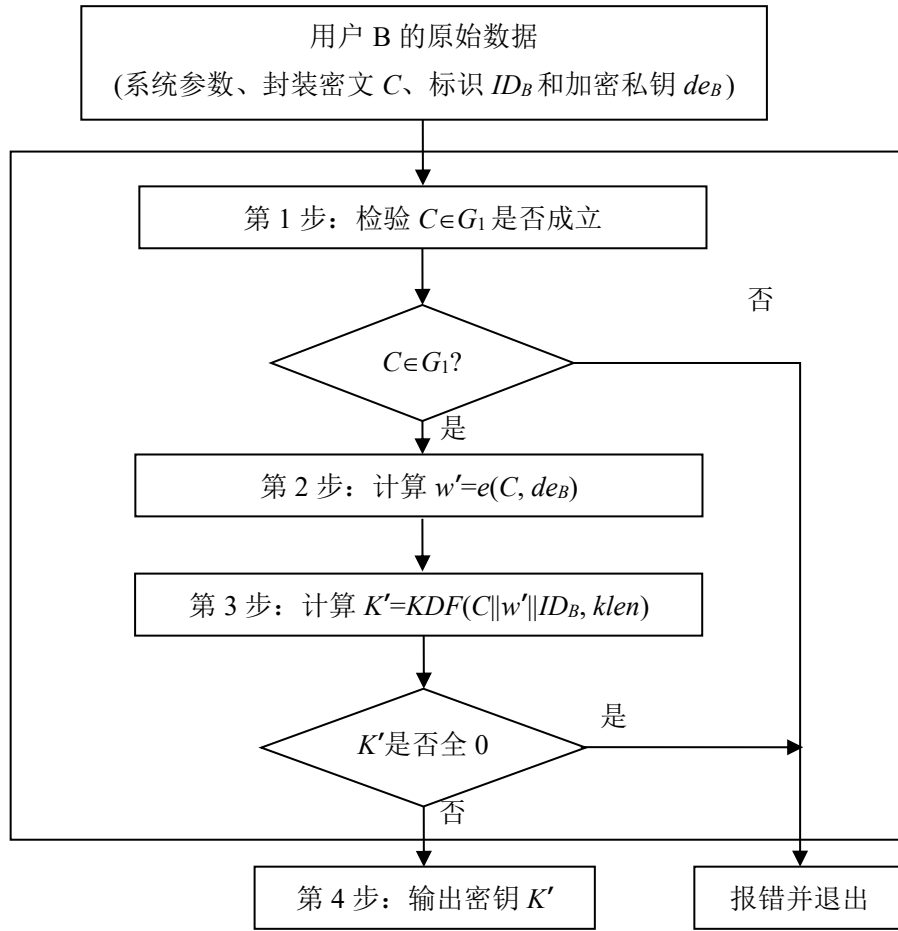 用户 B 的原始数据
(系统参数、封装密文 C、标识 IDB 和加密私钥 deB)
第 1 步：检验 C∈G1 是否成立
否
C∈G1?
是
第 2 步：计算 w′=e(C, deB)
第 3 步：计算 K′=KDF(C||w′||IDB, klen)
是
K′是否全 0
否
第 4 步：输出密钥 K′
报错并退出